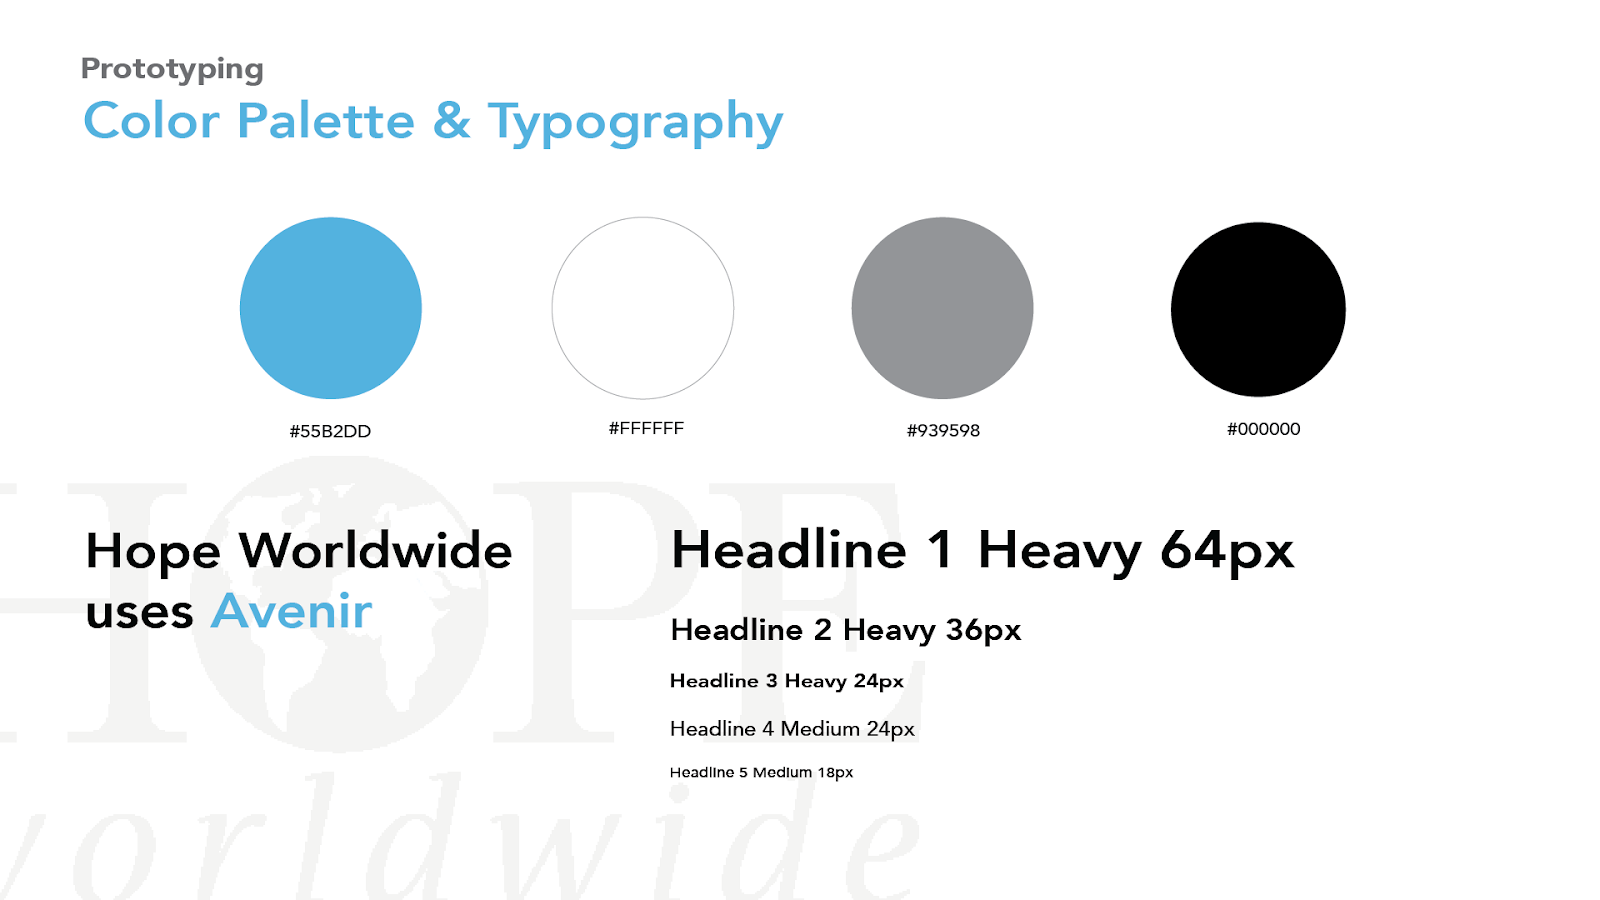 Prototyping
Color Palette & Typography
#55B2DD
#FFFFFF
#939598
#000000
Hope Worldwide
uses Avenir
Headline 1 Heavy 64px
Headline 2 Heavy 36px
Headline 3 Heavy 24px
Headline 4 Medium 24px
Headline 5 Medium 18px
HOPE
worldwide